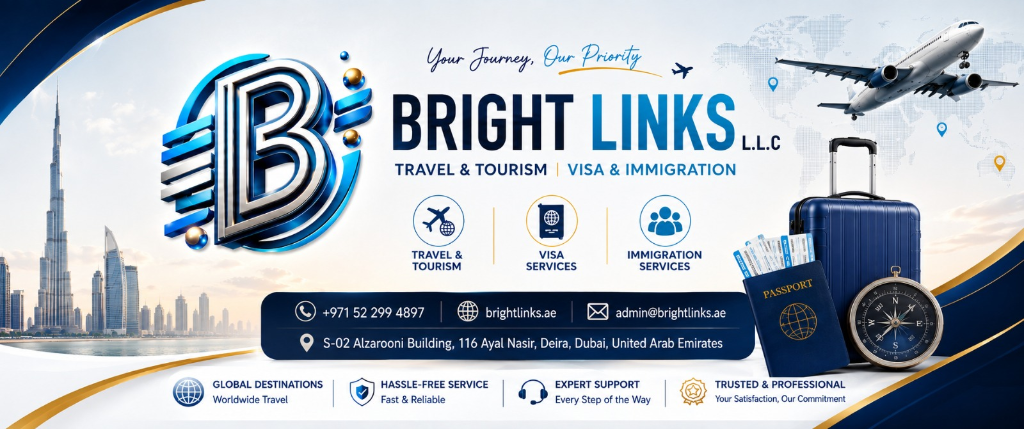 Your Journey, Our Priority
B
BRIGHT LINKS L.L.C
TRAVEL & TOURISM | VISA & IMMIGRATION
TRAVEL &
TOURISM
VISA
SERVICES
IMMIGRATION
SERVICES
+971 52 299 4897 | brightlinks.ae | admin@brightlinks.ae
S-02 Alzarooni Building, 116 Ayal Nasir, Deira, Dubai, United Arab Emirates
PASSPORT
N
E
S
W
GLOBAL DESTINATIONS
Worldwide Travel
HASSLE-FREE SERVICE
Fast & Reliable
EXPERT SUPPORT
Every Step of the Way
TRUSTED & PROFESSIONAL
Your Satisfaction, Our Commitment